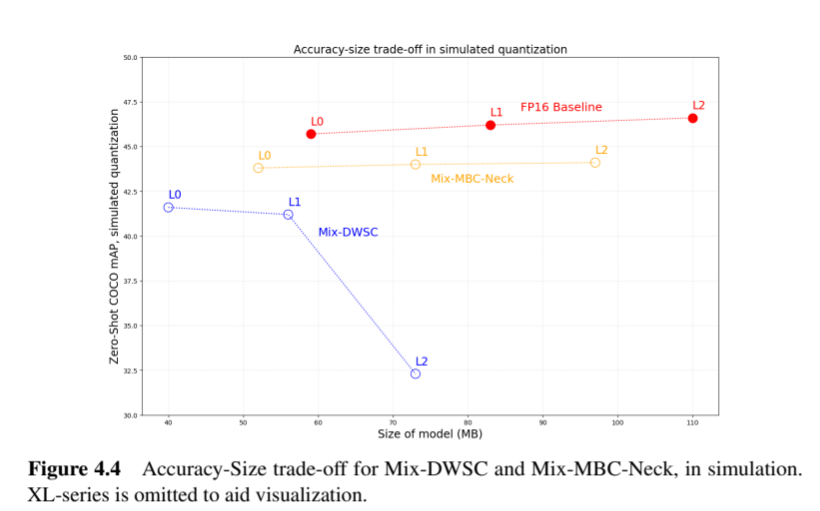 Accuracy-size trade-off in simulated quantization
Zero-Shot COCO mAP, simulated quantization
50.0
47.5
45.0
42.5
40.0
37.5
35.0
32.5
30.0
L0
L1
FP16 Baseline
L2
L0
L1
L2
Mix-MBC-Neck
L0
L1
Mix-DWSC
L2
40
50
60
70
80
90
100
110
Size of model (MB)
Figure 4.4 Accuracy-Size trade-off for Mix-DWSC and Mix-MBC-Neck, in simulation.
XL-series is omitted to aid visualization.